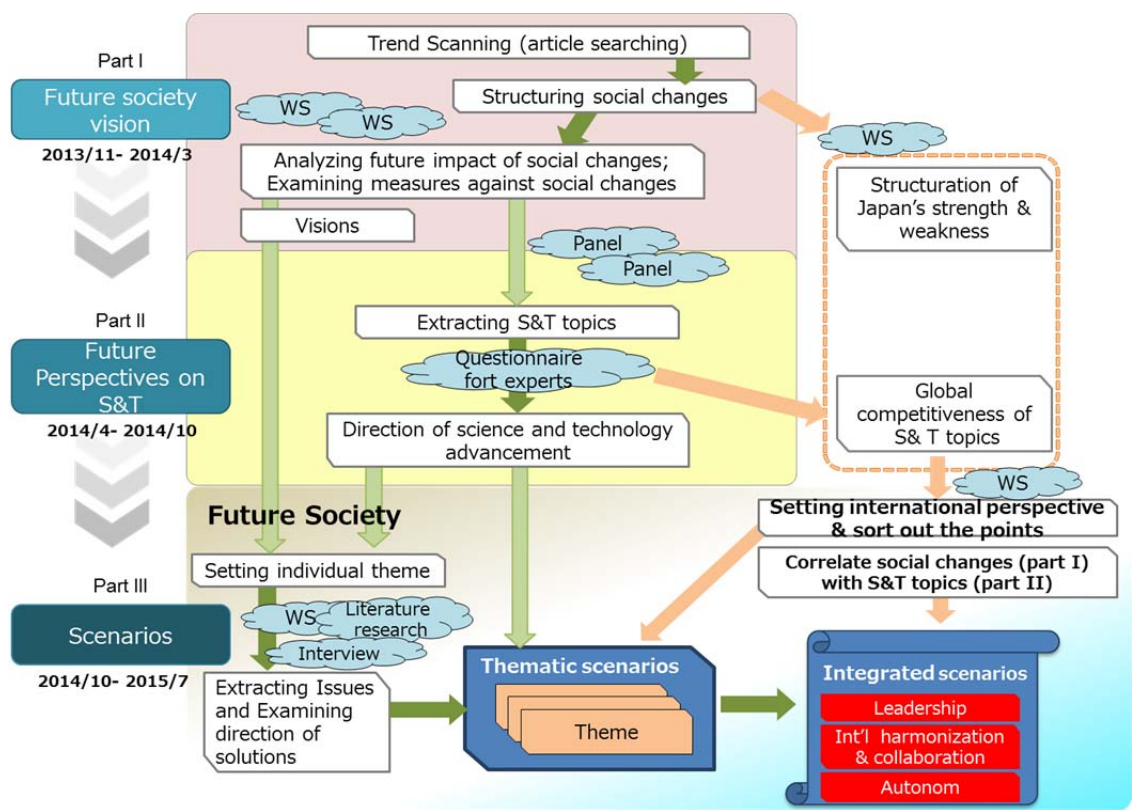 Part I
Future society
vision
2013/11- 2014/3
Trend Scanning (article searching)
Structuring social changes
WS
WS
WS
Analyzing future impact of social changes;
Examining measures against social changes
Visions
Structuration of
Japan's strength &
weakness
Panel
Panel
Part II
Future
Perspectives on
S&T
2014/4- 2014/10
Extracting S&T topics
Questionnaire
fort experts
Direction of science and technology
advancement
Global
competitiveness of
S& T topics
WS
Future Society
Setting international perspective
& sort out the points
Correlate social changes (part I)
with S&T topics (part II)
Part III
Scenarios
2014/10- 2015/7
Setting individual theme
WS
Literature
research
Interview
Extracting Issues
and Examining
direction of
solutions
Thematic scenarios
Theme
Integrated scenarios
Leadership
Int'l harmonization
& collaboration
Autonom